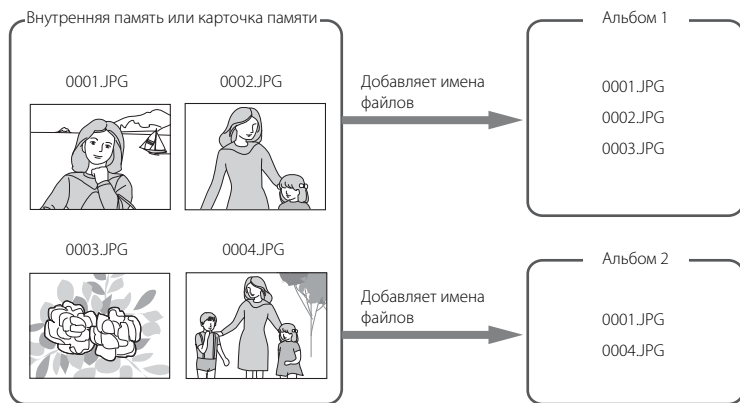 Внутренняя память или карточка памяти
0001.JPG
0002.JPG
0003.JPG
0004.JPG
Добавляет имена
файлов
Альбом 1
0001.JPG
0002.JPG
0003.JPG
Добавляет имена
файлов
Альбом 2
0001.JPG
0004.JPG